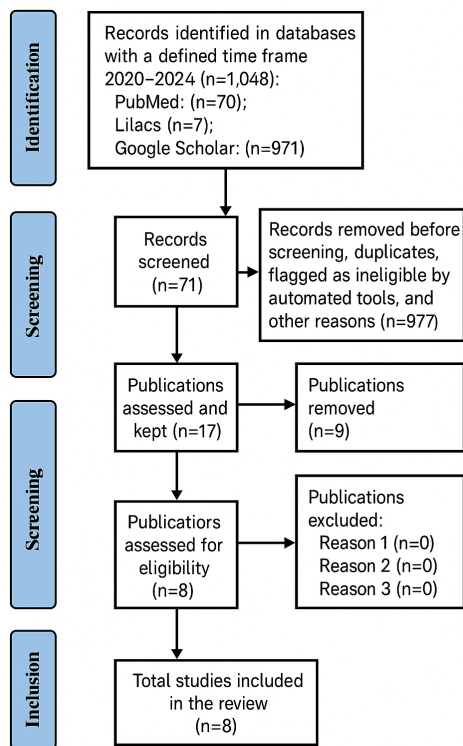 Identification
Records identified in databases
with a defined time frame
2020–2024 (n=1,048):
PubMed: (n=70);
Lilacs (n=7);
Google Scholar: (n=971)
Screening
Records
screened
(n=71)
Records removed before
screening, duplicates,
flagged as ineligible by
automated tools, and
other reasons (n=977)
Publications
assessed and
kept (n=17)
Publications
removed
(n=9)
Screening
Publicatiors
assessed for
eligibility
(n=8)
Publications
excluded:
Reason 1 (n=0)
Reason 2 (n=0)
Reason 3 (n=0)
Inclusion
Total studies included
in the review
(n=8)